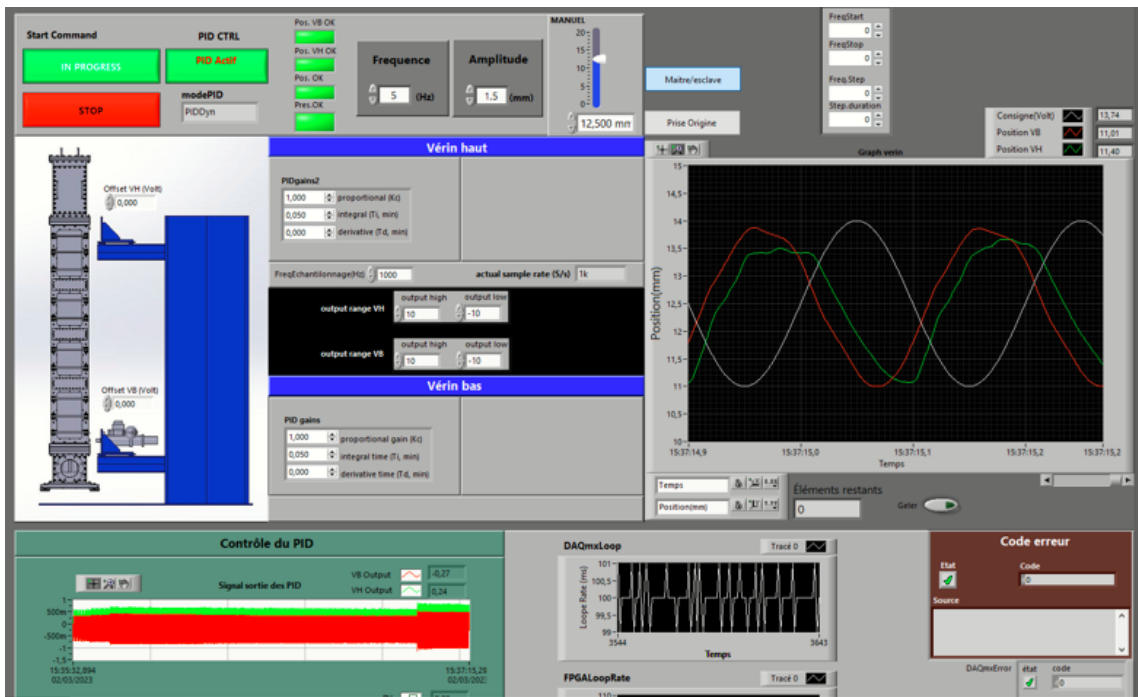 Start Command
IN PROGRESS
STOP
PID CTRL
PID Actif
modePID
PIDDyn
Pos. VB OK
Pos. VH OK
Pos. OK
Pres.OK
Frequence
5 (Hz)
Amplitude
1.5 (mm)
MANUEL
20
15
10
5
0
12,500 mm
Maitre/esclave
Prise Origine
FreqStart
0
FreqStop
0
Freq.Step
0
Step.duration
0
Consigne(Volt) 13,74
Position VB 11,01
Position VH 11,40
Offset VH (Volt)
0,000
Offset VB (Volt)
0,000
Vérin haut
PIDgains2
1,000 proportional (Kc)
0,050 integral (Ti, min)
0,000 derivative (Td, min)
FreqEchantilonnage(Hz) 1000 actual sample rate (S/s) 1k
output high output low
output range VH 10 -10
output high output low
output range VB 10 -10
Vérin bas
PID gains
1,000 proportional gain (Kc)
0,050 integral time (Ti, min)
0,000 derivative time (Td, min)
Graph verin
Position(mm)
15
14
13,5
13
12,5
12
11,5
11
10,5
10
15:37:14,9 15:37:15,0 15:37:15,1 15:37:15,2 15:37:15,2
Temps
Temps
Position(mm)
Éléments restants
0
Geler
Contrôle du PID
Signal sortie des PID
VB Output -0,27
VH Output 0,24
1
500m
0
-500m
-1
-1,5
15:35:32,894
02/03/2023
15:37:15,29
02/03/202
DAQmxLoop
Tracé 0
Loope Rate (ms)
101
100,5
100
99,5
99
3544 3643
Temps
FPGALoopRate
Tracé 0
110
Code erreur
Etat Code
0
Source
DAQmxError état code
0